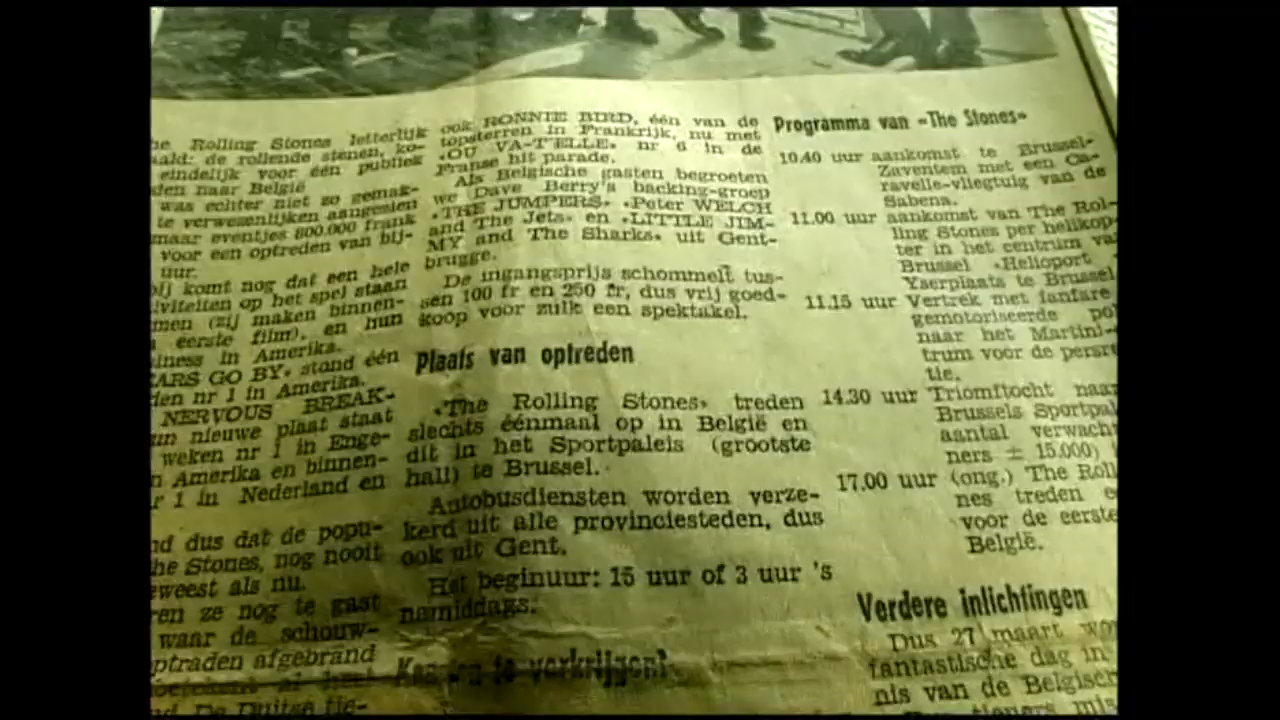 he Rolling Stones letterlijk
aald: de rollende stenen, ko-
eindelijk voor één publiek
den naar België
was echter niet zo gemak-
te verwezenlijken aangezien
maar eventjes 800.000 frank
voor een optreden van bij-
uur.
bij komt nog dat een hele
iviteiten op het spel staan
men (zij maken binnen-
eerste film), en hun
siness in Amerika.
EARS GO BY» stond één
den nr 1 in Amerika.
NERVOUS BREAK-
un nieuwe plaat staat
weken nr 1 in Enge-
n Amerika en binnen-
r 1 in Nederland en
nd dus dat de popu-
he Stones, nog nooit
eweest als nu.
ren ze nog te gast
waar de schouw-
optraden afgebrand
nd. De Duitse tie-
ook RONNIE BIRD, één van de
topsterren in Frankrijk, nu met
«OU VA-T'ELLE» nr 6 in de
Franse hit parade.
Als Belgische gasten begroeten
we Dave Berry's backing-groep
«THE JUMPERS» «Peter WELCH
and The Jets» en «LITTLE JIM-
MY and The Sharks» uit Gent-
brugge.
De ingangsprijs schommelt tus-
sen 100 fr en 250 fr, dus vrij goed-
koop voor zulk een spektakel.
Plaats van optreden
«The Rolling Stones» treden
slechts éénmaal op in België en
dit in het Sportpaleis (grootste
hall) te Brussel.
Autobusdiensten worden verze-
kerd uit alle provinciesteden, dus
ook uit Gent.
Het beginuur: 15 uur of 3 uur 's
namiddags.
te verkrijgen?
Programma van «The Stones»
10.40 uur aankomst te Brussel-
Zaventem met een Ca-
ravelle-vliegtuig van de
Sabena.
11.00 uur aankomst van The Rol-
ling Stones per helikop-
ter in het centrum va
Brussel «Helioport
Yserplaats te Brussel
11.15 uur Vertrek met fanfare
gemotoriseerde pol
naar het Martini-
trum voor de persre
tie.
14.30 uur Triomftocht naar
Brussels Sportpal
aantal verwach
ners ± 15.000)
17.00 uur (ong.) The Roll
nes treden
voor de eerste
België.
Verdere inlichtingen
Dus 27 maart wor
fantastische dag in
nis van de Belgisch